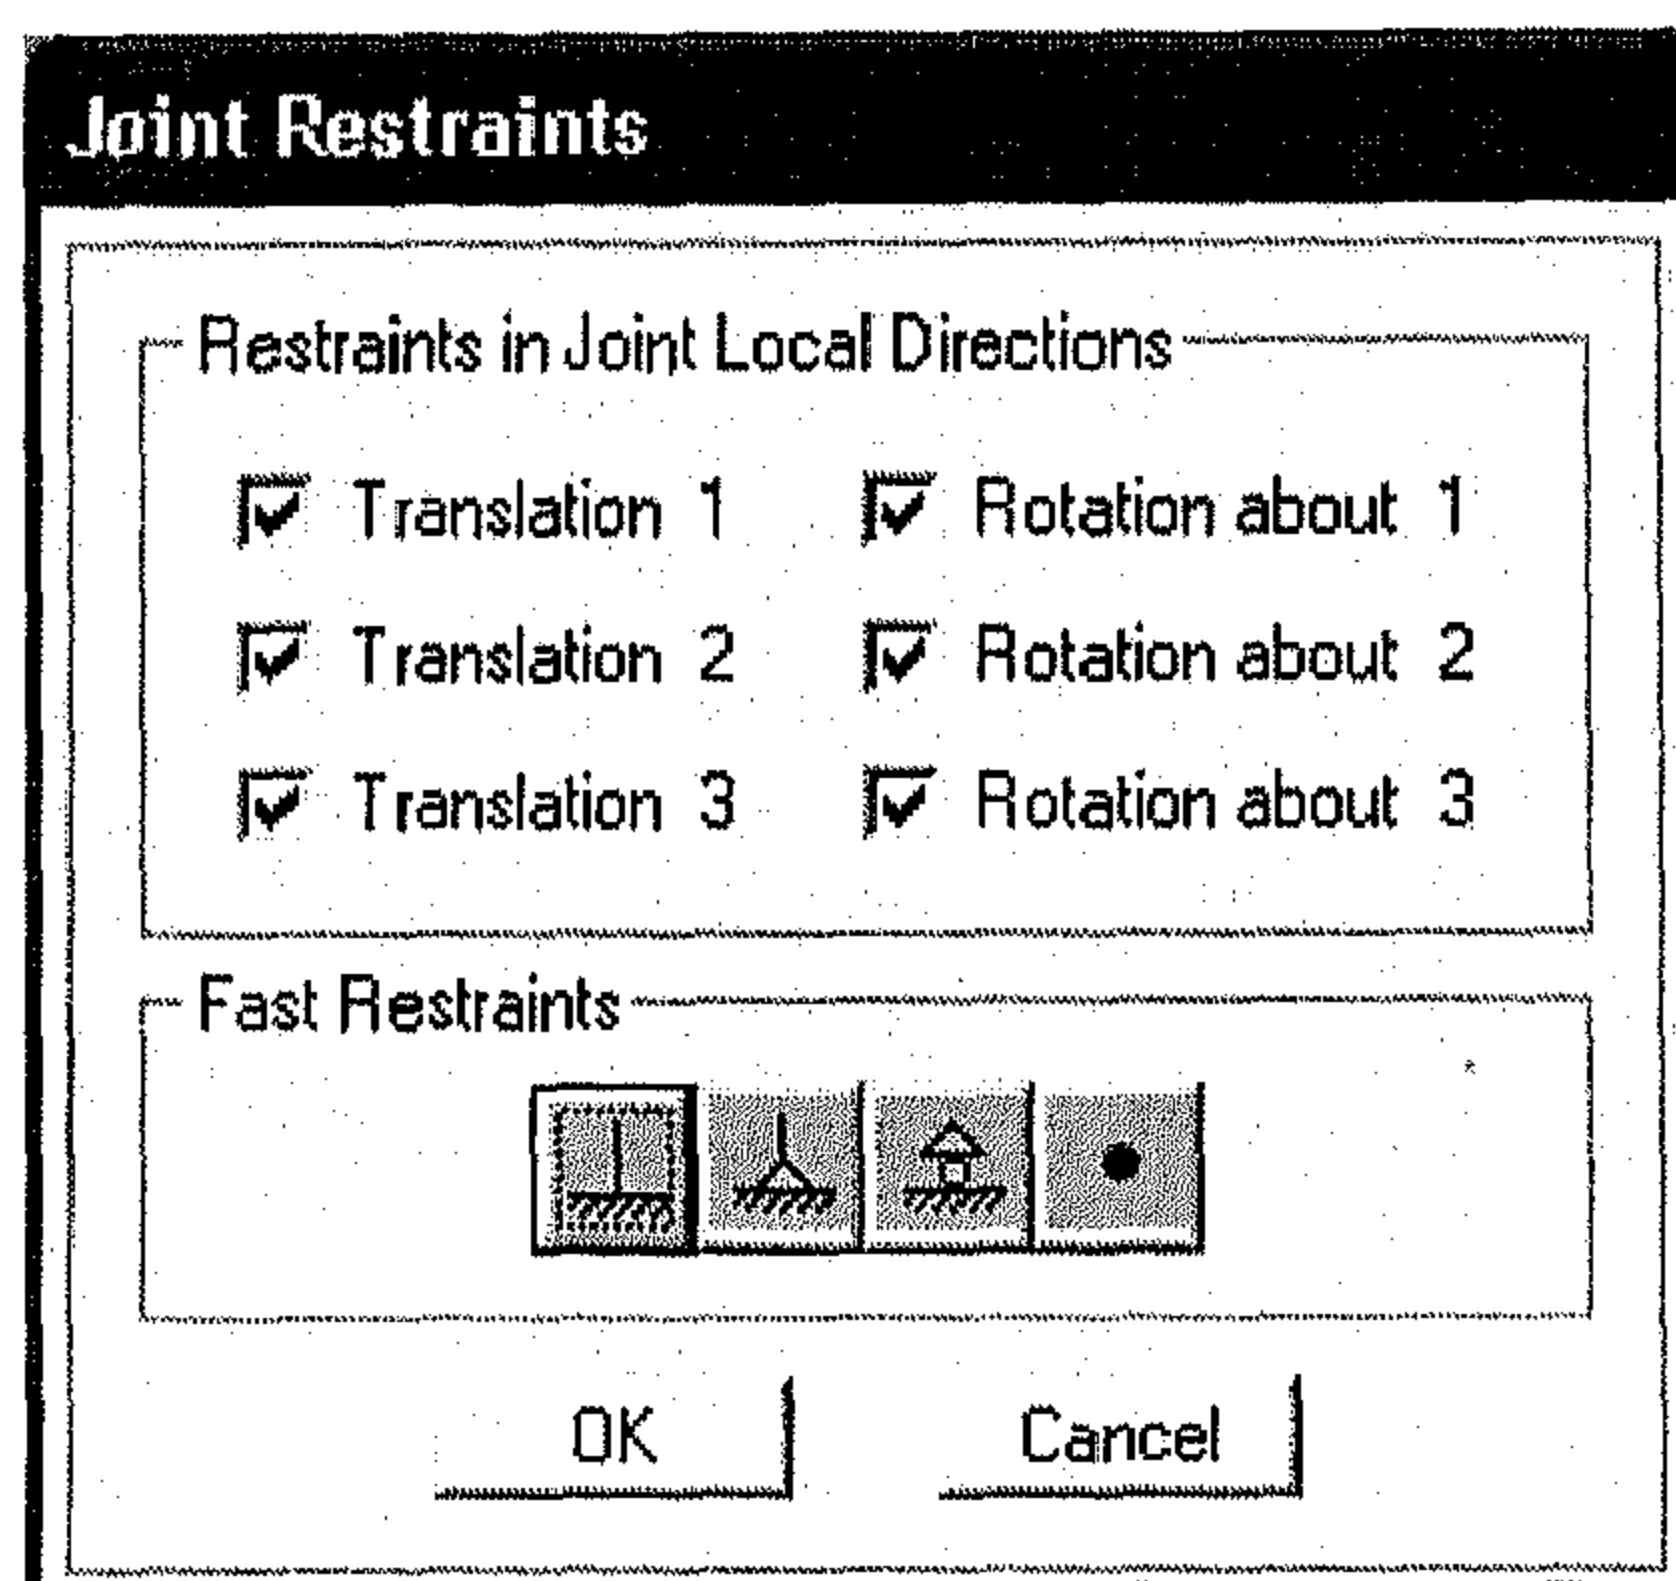 Joint Restraints
Restraints in Joint Local Directions
Translation 1 Rotation about 1
Translation 2 Rotation about 2
Translation 3 Rotation about 3
Fast Restraints
OK Cancel